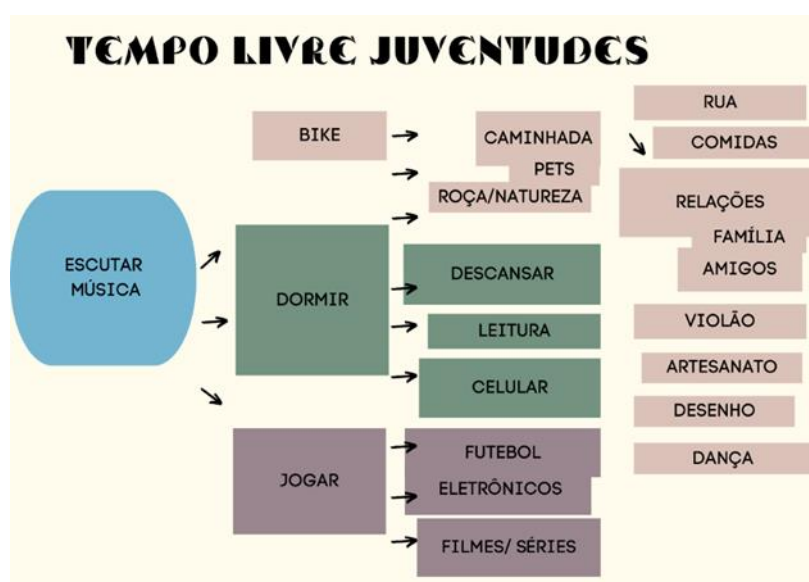 TEMPO LIVRE JUVENTUDES
ESCUTAR
MÚSICA
BIKE
DORMIR
JOGAR
CAMINHADA
PETS
ROÇA/NATUREZA
DESCANSAR
LEITURA
CELULAR
FUTEBOL
ELETRÔNICOS
FILMES/ SÉRIES
RUA
COMIDAS
RELAÇÕES
FAMÍLIA
AMIGOS
VIOLÃO
ARTESANATO
DESENHO
DANÇA